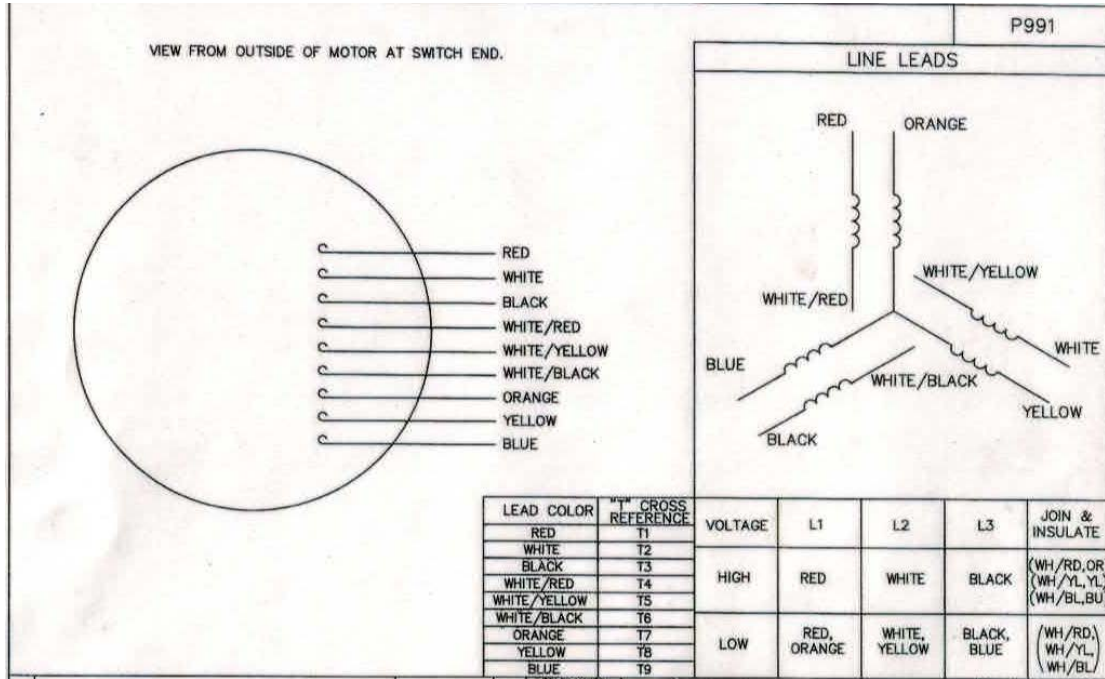 P991
VIEW FROM OUTSIDE OF MOTOR AT SWITCH END.
LINE LEADS
RED
ORANGE
WHITE/YELLOW
WHITE/RED
WHITE
BLUE
WHITE/BLACK
YELLOW
BLACK
RED
WHITE
BLACK
WHITE/RED
WHITE/YELLOW
WHITE/BLACK
ORANGE
YELLOW
BLUE
LEAD COLOR "T" CROSS REFERENCE
RED T1
WHITE T2
BLACK T3
WHITE/RED T4
WHITE/YELLOW T5
WHITE/BLACK T6
ORANGE T7
YELLOW T8
BLUE T9
VOLTAGE L1 L2 L3 JOIN & INSULATE
HIGH RED WHITE BLACK (WH/RD,OR)
(WH/YL,YL)
(WH/BL,BU)
LOW RED, ORANGE WHITE, YELLOW BLACK, BLUE (WH/RD,
WH/YL,
WH/BL)